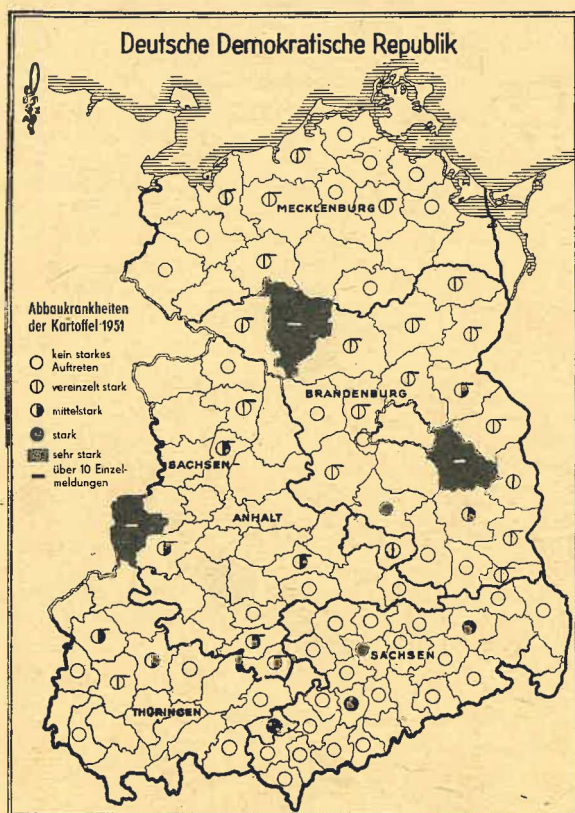 Deutsche Demokratische Republik
MECKLENBURG
Abbaukrankheiten
der Kartoffel 1951
kein starkes
Auftreten
vereinzelt stark
mittelstark
stark
sehr stark
über 10 Einzel-
meldungen
BRANDENBURG
SACHSEN-
ANHALT
SACHSEN
THÜRINGEN